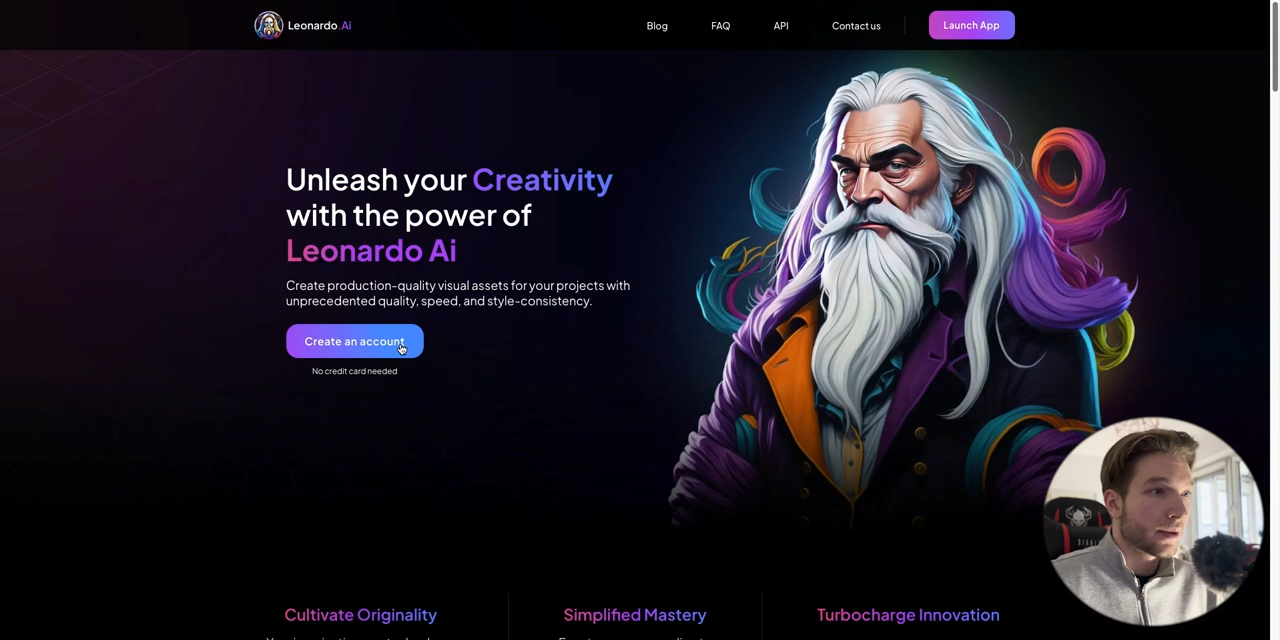 Leonardo.Ai
Blog
FAQ
API
Contact us
Launch App
Unleash your Creativity
with the power of
Leonardo Ai
Create production-quality visual assets for your projects with
unprecedented quality, speed, and style-consistency.
Create an account
No credit card needed
Cultivate Originality
Simplified Mastery
Turbocharge Innovation